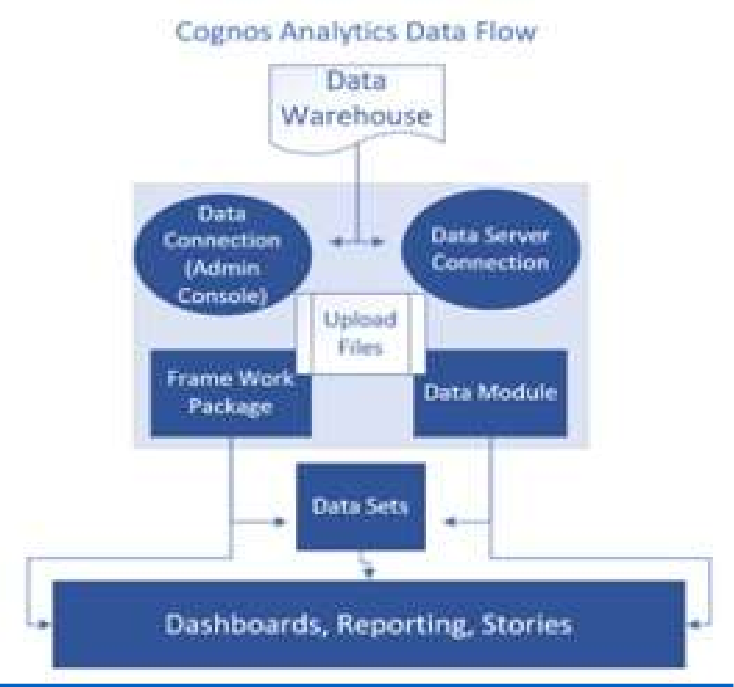 Cognos Analytics Data Flow
Data
Warehouse
Data
Connection
(Admin
Console)
Data Server
Connection
Upload
Files
Frame Work
Package
Data Module
Data Sets
Dashboards, Reporting, Stories